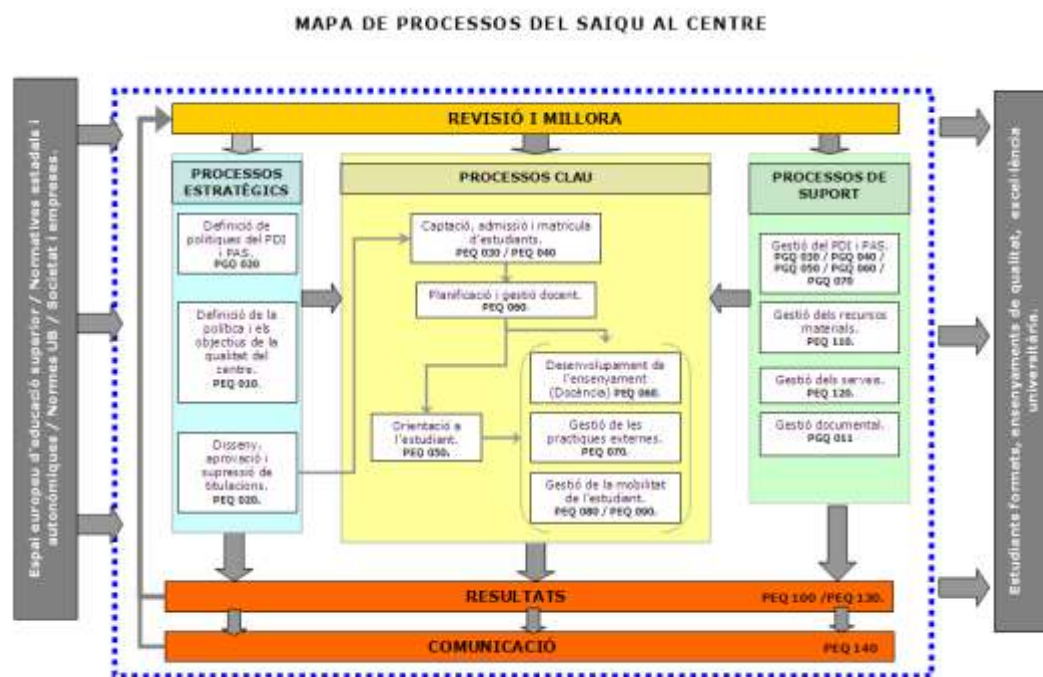 MAPA DE PROCESSOS DEL SAIQU AL CENTRE
Espai europeu d'educació superior / Normatives estadals i
autonòmiques / Normes UB / Societat i empreses.
REVISIÓ I MILLORA
PROCESSOS
ESTRATÈGICS
Definició de
polítiques del PDI
i PAS.
PGQ 020
Definició de la
política i els
objectius de la
qualitat del
centre.
PEQ 010.
Disseny,
aprovació i
supressió de
titulacions.
PEQ 020.
PROCESSOS CLAU
Captació, admissió i matricula
d'estudiants.
PEQ 030 / PEQ 040
Planificació i gestió docent.
PEQ 060.
Orientació a
l'estudiant.
PEQ 050.
Desenvolupament de
l'ensenyament
(Docència) PEQ 060.
Gestió de les
practiques externes.
PEQ 070.
Gestió de la mobilitat
de l'estudiant.
PEQ 080 / PEQ 090.
PROCESSOS DE
SUPORT
Gestió del PDI i PAS.
PGQ 030 / PGQ 040 /
PGQ 050 / PGQ 060 /
PGQ 070
Gestió dels recursos
materials.
PEQ 110.
Gestió dels serveis.
PEQ 120.
Gestió documental.
PGQ 011
RESULTATS
PEQ 100 /PEQ 130.
COMUNICACIÓ
PEQ 140
Estudiants formats, ensenyaments de qualitat, excel·lència
universitària.